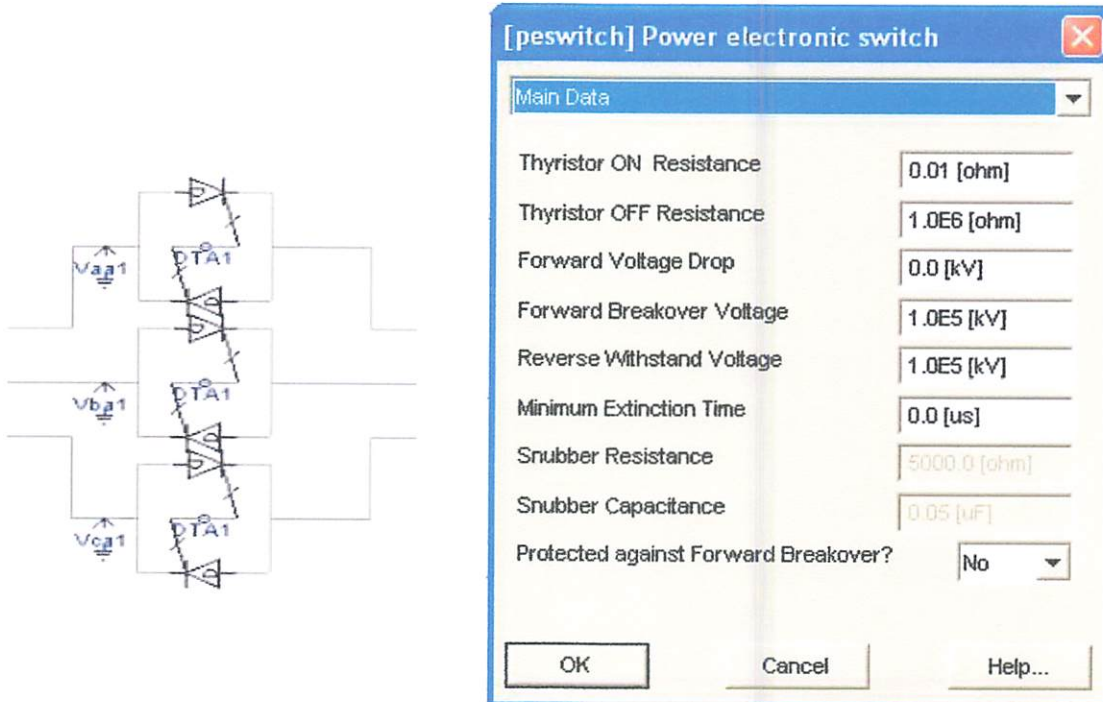 [peswitch] Power electronic switch
Main Data
Thyristor ON Resistance 0.01 [ohm]
Thyristor OFF Resistance 1.0E6 [ohm]
Forward Voltage Drop 0.0 [kV]
Forward Breakover Voltage 1.0E5 [kV]
Reverse Withstand Voltage 1.0E5 [kV]
Minimum Extinction Time 0.0 [us]
Snubber Resistance 5000.0 [ohm]
Snubber Capacitance 0.05 [uF]
Protected against Forward Breakover? No
OK Cancel Help...
Vaa1 DTA1
Vba1 DTA1
Vca1 DTA1